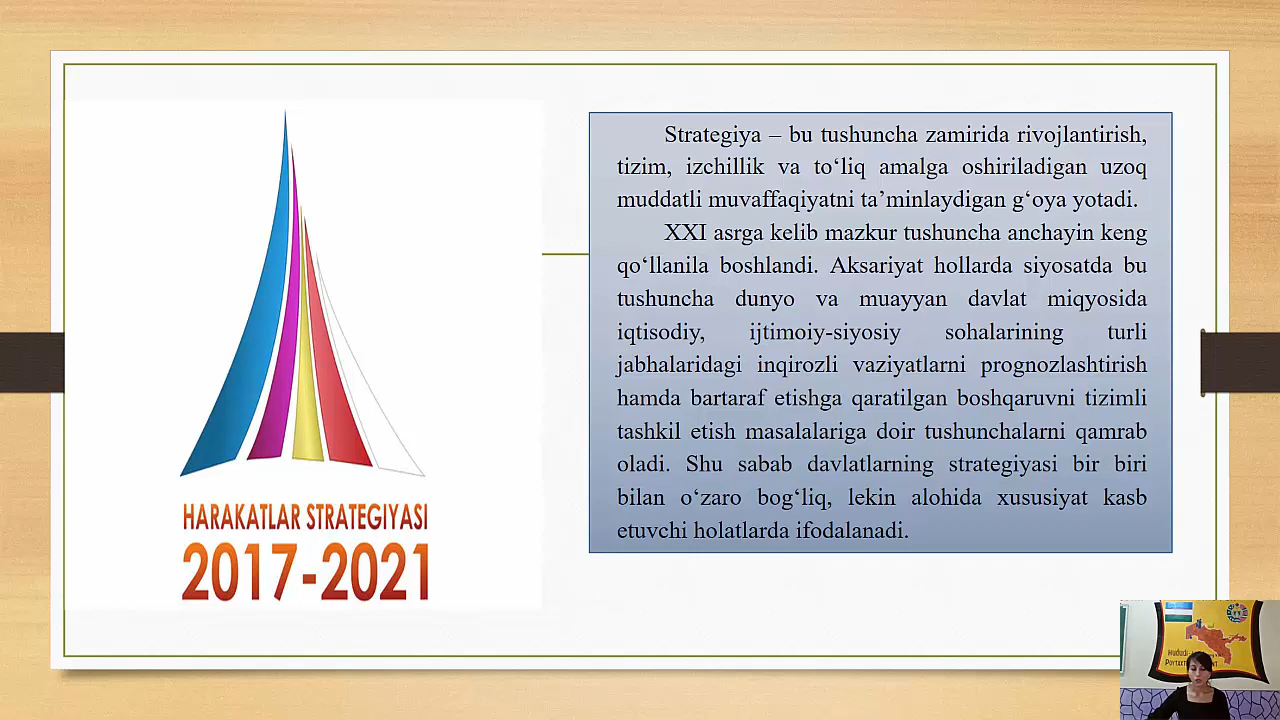 Strategiya – bu tushuncha zamirida rivojlantirish,
tizim, izchillik va to‘liq amalga oshiriladigan uzoq
muddatli muvaffaqiyatni ta’minlaydigan g‘oya yotadi.
XXI asrga kelib mazkur tushuncha anchayin keng
qo‘llanila boshlandi. Aksariyat hollarda siyosatda bu
tushuncha dunyo va muayyan davlat miqyosida
iqtisodiy, ijtimoiy-siyosiy sohalarining turli
jabhalaridagi inqirozli vaziyatlarni prognozlashtirish
hamda bartaraf etishga qaratilgan boshqaruvni tizimli
tashkil etish masalalariga doir tushunchalarni qamrab
oladi. Shu sabab davlatlarning strategiyasi bir biri
bilan o‘zaro bog‘liq, lekin alohida xususiyat kasb
etuvchi holatlarda ifodalanadi.
HARAKATLAR STRATEGIYASI
2017-2021